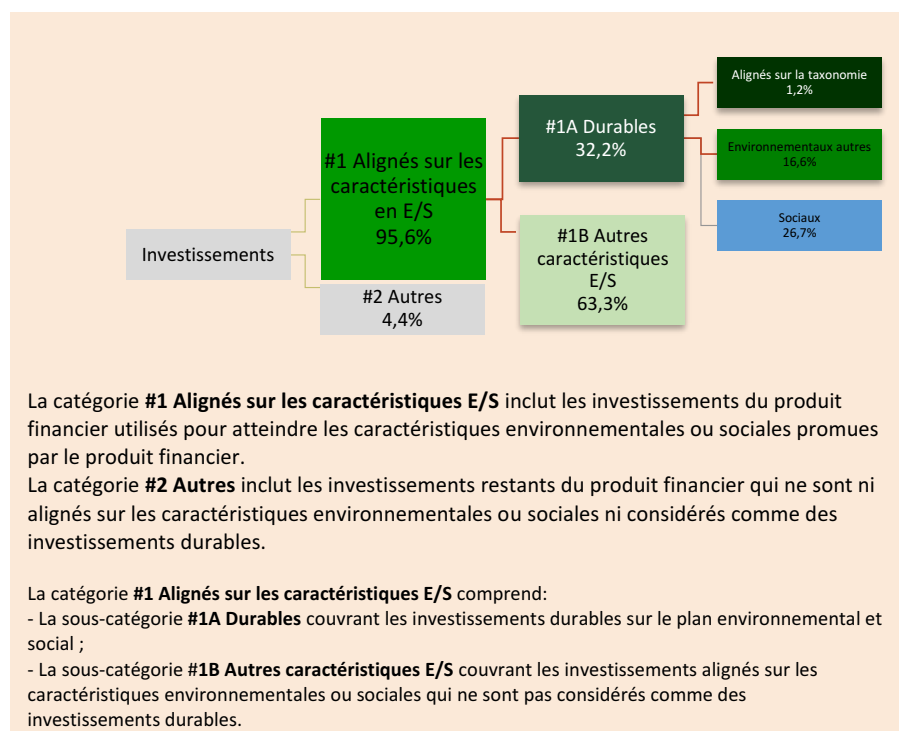 Investissements
#1 Alignés sur les
caractéristiques
en E/S
95,6%
#2 Autres
4,4%
#1A Durables
32,2%
#1B Autres
caractéristiques
E/S
63,3%
Alignés sur la taxonomie
1,2%
Environnementaux autres
16,6%
Sociaux
26,7%
La catégorie #1 Alignés sur les caractéristiques E/S inclut les investissements du produit
financier utilisés pour atteindre les caractéristiques environnementales ou sociales promues
par le produit financier.
La catégorie #2 Autres inclut les investissements restants du produit financier qui ne sont ni
alignés sur les caractéristiques environnementales ou sociales ni considérés comme des
investissements durables.
La catégorie #1 Alignés sur les caractéristiques E/S comprend:
- La sous-catégorie #1A Durables couvrant les investissements durables sur le plan environnemental et
social ;
- La sous-catégorie #1B Autres caractéristiques E/S couvrant les investissements alignés sur les
caractéristiques environnementales ou sociales qui ne sont pas considérés comme des
investissements durables.